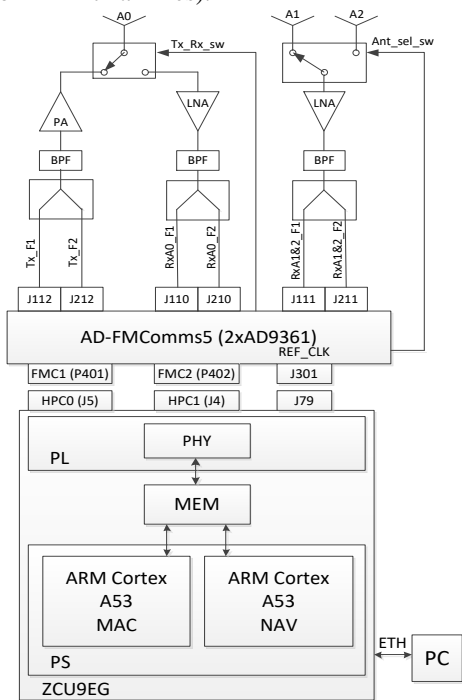 A0
A1
A2
Tx_Rx_sw
Ant_sel_sw
PA
LNA
LNA
BPF
BPF
BPF
Tx_F1
Tx_F2
RxA0_F1
RxA0_F2
RxA1&2_F1
RxA1&2_F2
J112
J212
J110
J210
J111
J211
AD-FMComms5 (2xAD9361)
REF_CLK
FMC1 (P401)
FMC2 (P402)
J301
HPC0 (J5)
HPC1 (J4)
J79
PHY
PL
MEM
ARM Cortex
A53
MAC
ARM Cortex
A53
NAV
PS
ZCU9EG
ETH
PC